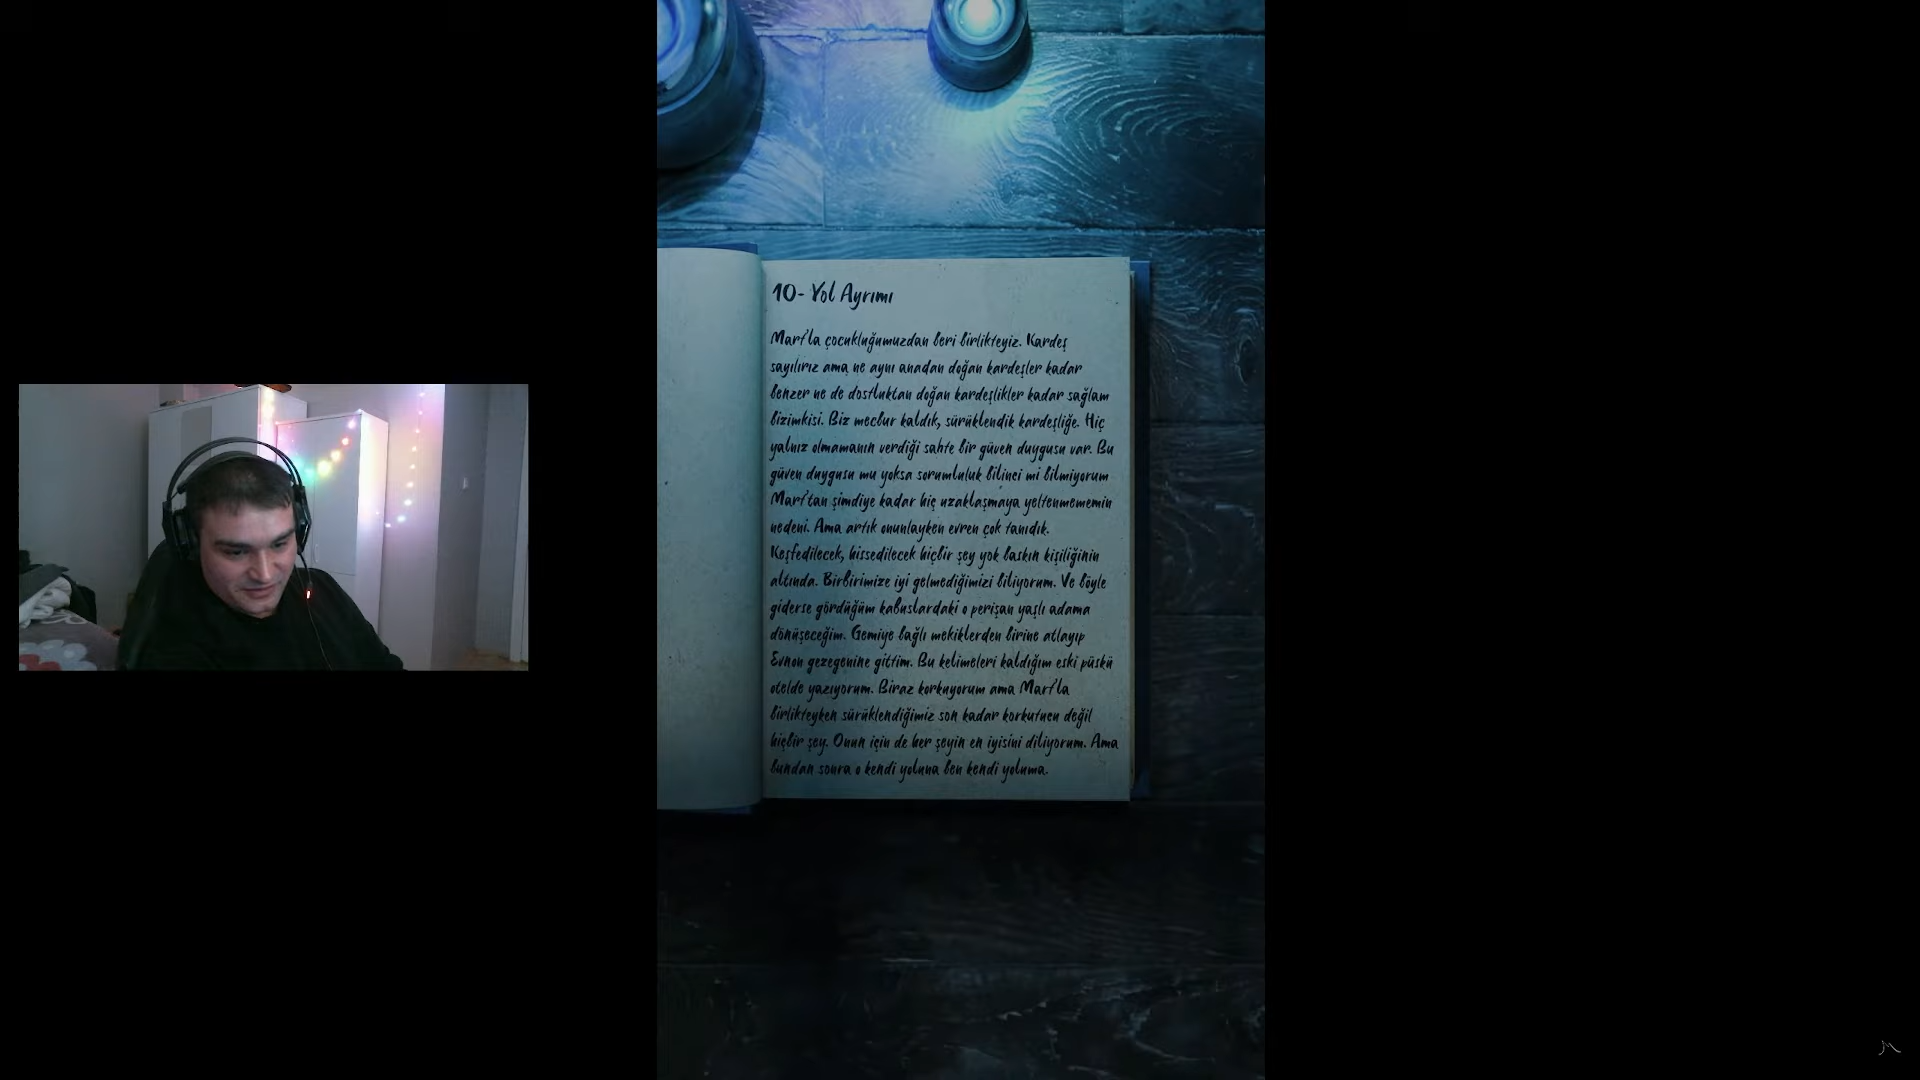 10- Yol Ayrımı
Mart'la çocukluğumuzdan beri birlikteyiz. Kardeş
sayılırız ama ne aynı anadan doğan kardeşler kadar
benzer ne de dostluktan doğan kardeşlikler kadar sağlam
bizimkisi. Biz mecbur kaldık, sürüklendik kardeşliğe. Hiç
yalnız olmamanın verdiği sahte bir güven duygusu var. Bu
güven duygusu mu yoksa sorumluluk bilinci mi bilmiyorum
Mart'tan şimdiye kadar hiç uzaklaşmaya yeltenmememin
nedeni. Ama artık onunlayken evren çok tanıdık.
Keşfedilecek, hissedilecek hiçbir şey yok baskın kişiliğinin
altında. Birbirimize iyi gelmediğimizi biliyorum. Ve böyle
giderse gördüğüm kabuslardaki o perişan yaşlı adama
dönüşeceğim. Gemiye bağlı mekiklerden birine atlayıp
Evnon gezegenine gittim. Bu kelimeleri kaldığım eski püskü
otelde yazıyorum. Biraz korkuyorum ama Mart'la
birlikteyken sürüklendiğimiz son kadar korkutucu değil
hiçbir şey. Onun için de her şeyin en iyisini diliyorum. Ama
bundan sonra o kendi yoluna ben kendi yoluma.